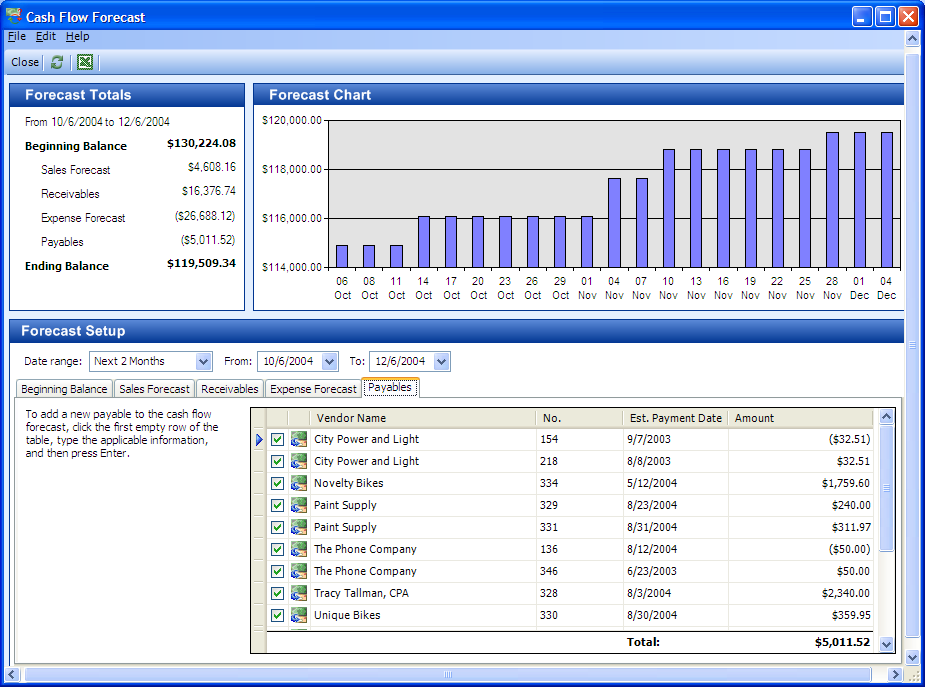 Cash Flow Forecast
File Edit Help
Close
Forecast Totals
From 10/6/2004 to 12/6/2004
Beginning Balance $130,224.08
Sales Forecast $4,608.16
Receivables $16,376.74
Expense Forecast ($26,688.12)
Payables ($5,011.52)
Ending Balance $119,509.34
Forecast Chart
$120,000.00
$118,000.00
$116,000.00
$114,000.00
06 08 11 14 17 20 23 26 29 01 04 07 10 13 16 19 22 25 28 01 04
Oct Oct Oct Oct Oct Oct Oct Oct Oct Nov Nov Nov Nov Nov Nov Nov Nov Nov Nov Dec Dec
Forecast Setup
Date range: Next 2 Months From: 10/6/2004 To: 12/6/2004
Beginning Balance Sales Forecast Receivables Expense Forecast Payables
To add a new payable to the cash flow
forecast, click the first empty row of the
table, type the applicable information,
and then press Enter.
Vendor Name No. Est. Payment Date Amount
City Power and Light 154 9/7/2003 ($32.51)
City Power and Light 218 8/8/2003 $32.51
Novelty Bikes 334 5/12/2004 $1,759.60
Paint Supply 329 8/23/2004 $240.00
Paint Supply 331 8/31/2004 $311.97
The Phone Company 136 8/12/2004 ($50.00)
The Phone Company 346 6/23/2003 $50.00
Tracy Tallman, CPA 328 8/3/2004 $2,340.00
Unique Bikes 330 8/30/2004 $359.95
Total: $5,011.52